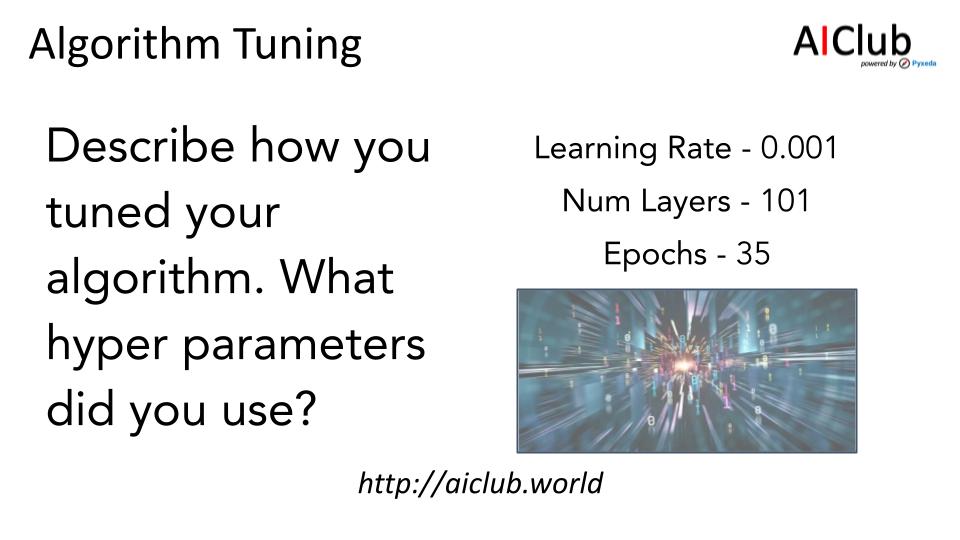 Algorithm Tuning
AIClub
powered by Pyxeda
Describe how you
tuned your
algorithm. What
hyper parameters
did you use?
Learning Rate - 0.001
Num Layers - 101
Epochs - 35
http://aiclub.world